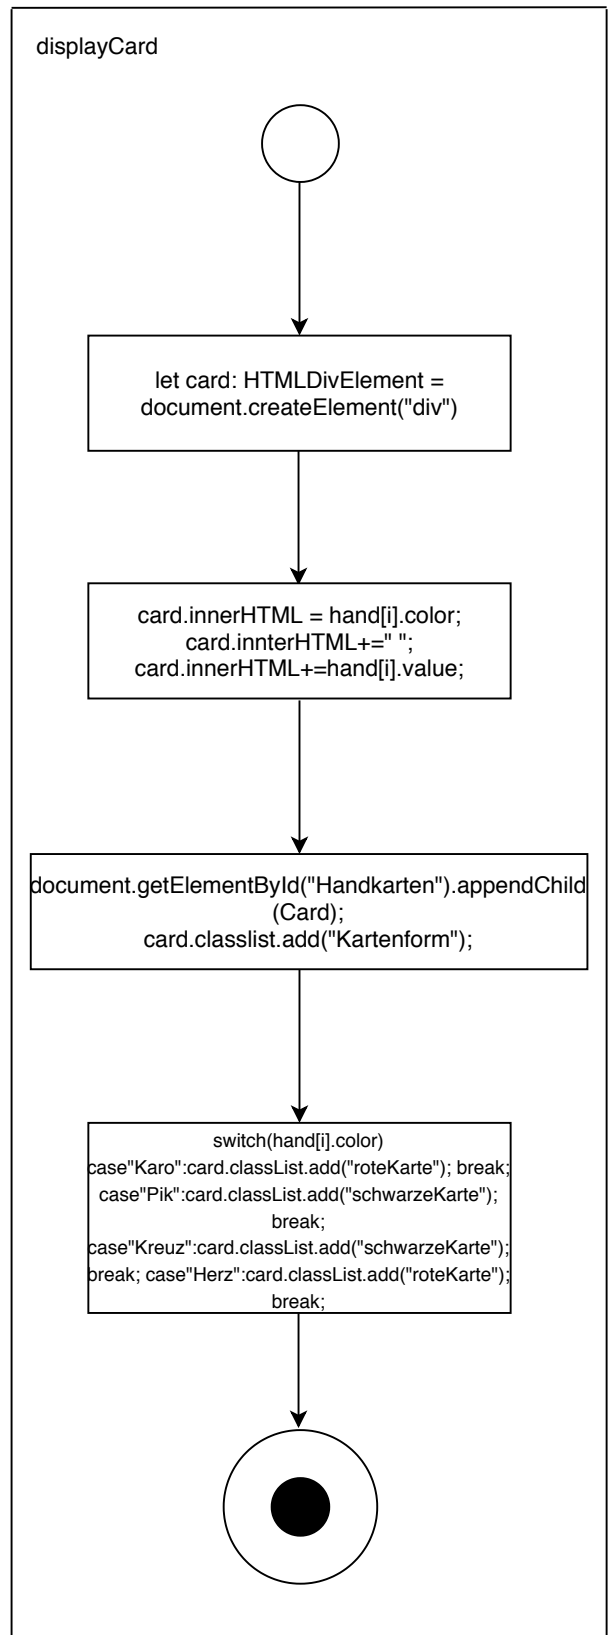 displayCard
let card: HTMLDivElement =
document.createElement("div")
card.innerHTML = hand[i].color;
card.innterHTML+=" ";
card.innerHTML+=hand[i].value;
document.getElementById("Handkarten").appendChild
(Card);
card.classlist.add("Kartenform");
switch(hand[i].color)
case"Karo":card.classList.add("roteKarte"); break;
case"Pik":card.classList.add("schwarzeKarte");
break;
case"Kreuz":card.classList.add("schwarzeKarte");
break; case"Herz":card.classList.add("roteKarte");
break;